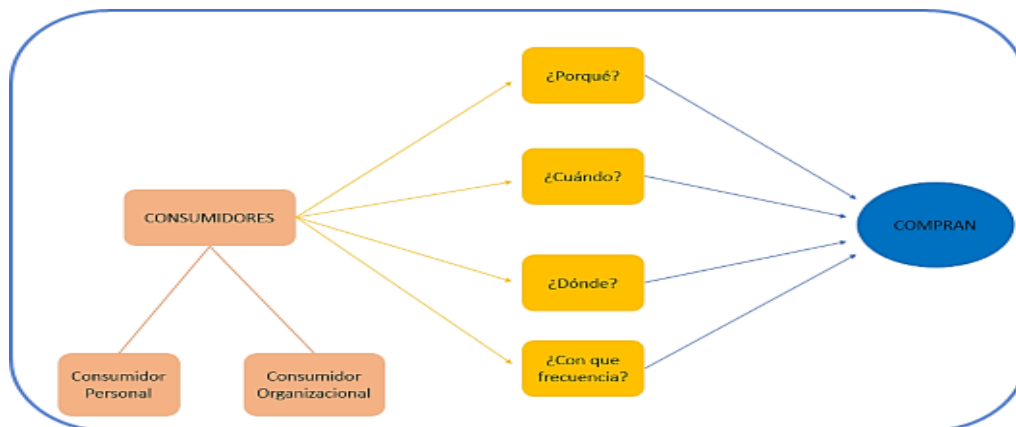 ¿Porqué?
¿Cuándo?
CONSUMIDORES
COMPRAN
¿Dónde?
¿Con que
frecuencia?
Consumidor
Personal
Consumidor
Organizacional